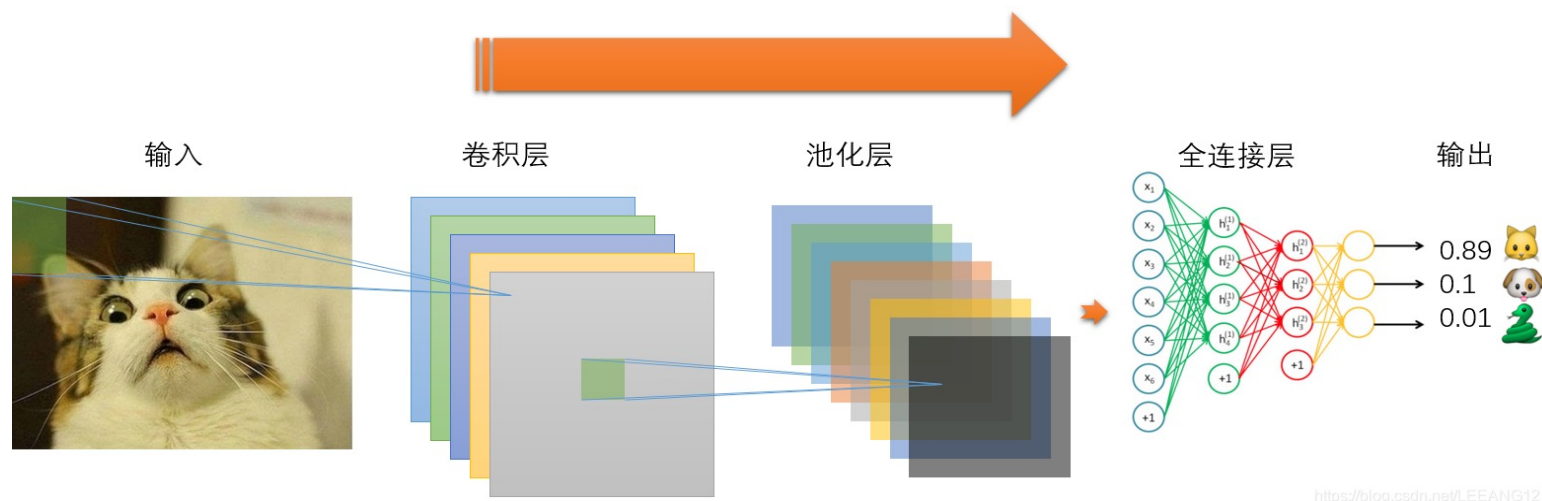 输入
卷积层
池化层
全连接层
输出
x1
x2
x3
x4
x5
x6
+1
h1(1)
h2(1)
h3(1)
h4(1)
+1
h1(2)
h2(2)
h3(2)
+1
0.89
0.1
0.01
https://blog.csdn.net/LEEANG12